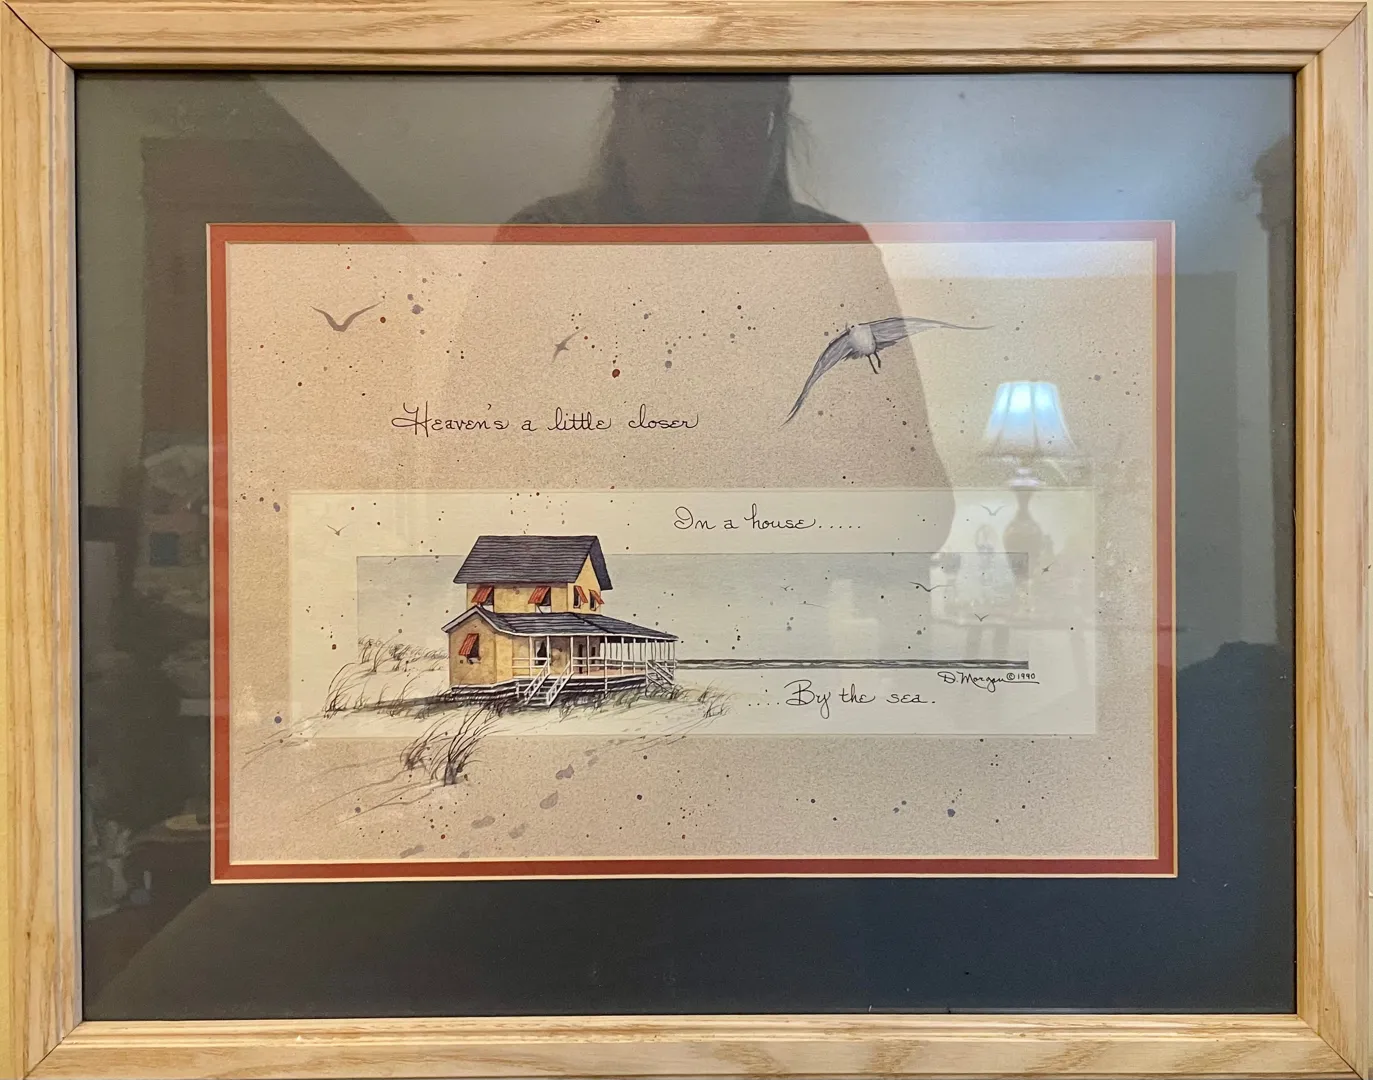 Heaven's a little closer
In a house.....
D. Morgan © 1990
....By the sea.